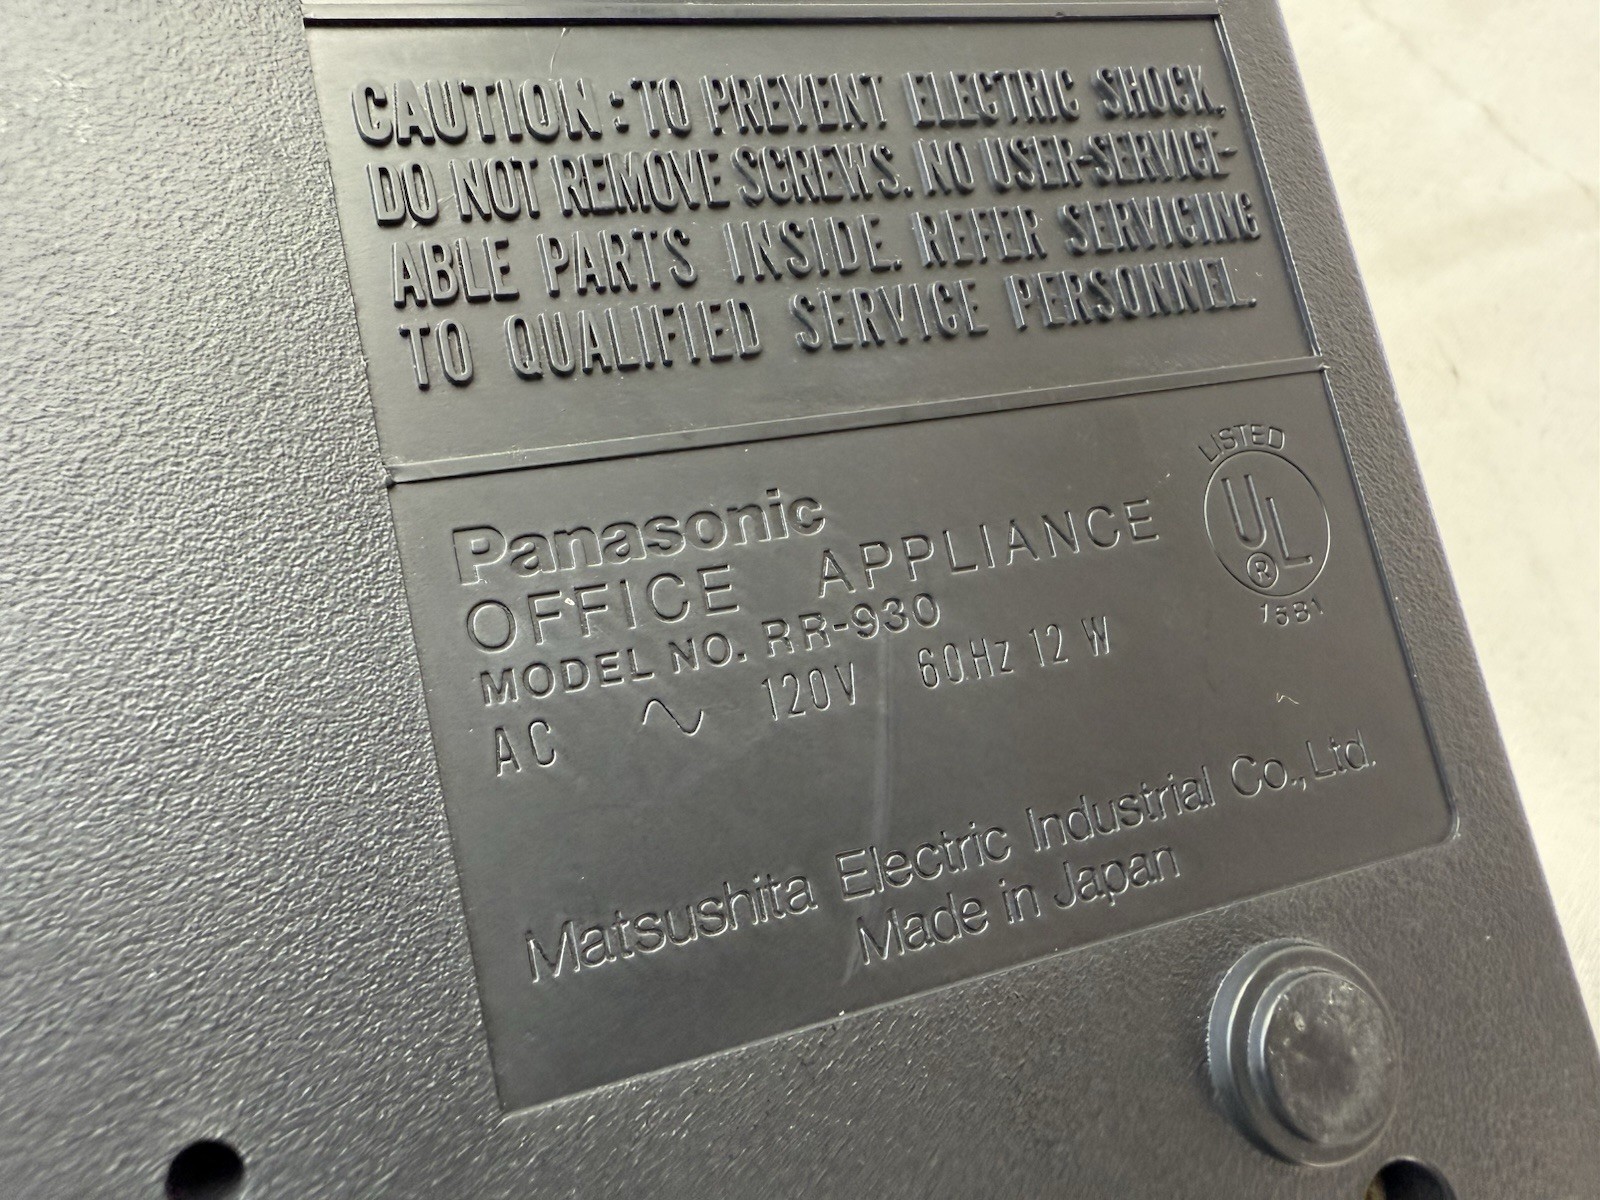 CAUTION : TO PREVENT ELECTRIC SHOCK,
DO NOT REMOVE SCREWS. NO USER-SERVICE-
ABLE PARTS INSIDE. REFER SERVICING
TO QUALIFIED SERVICE PERSONNEL.
LISTED
UL
®
15B1
Panasonic
OFFICE APPLIANCE
MODEL NO. RR-930
AC ∿ 120V 60Hz 12 W
Matsushita Electric Industrial Co.,Ltd.
Made in Japan